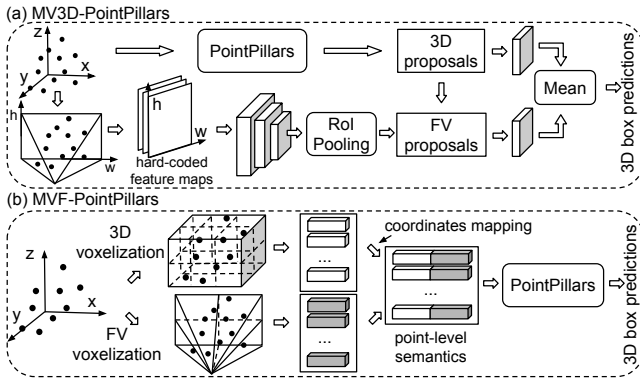 (a) MV3D-PointPillars
z
y
x
PointPillars
3D
proposals
Mean
3D box predictions
h
w
h
w
hard-coded
feature maps
RoI
Pooling
FV
proposals
(b) MVF-PointPillars
z
y
x
3D
voxelization
FV
voxelization
...
...
coordinates mapping
...
point-level
semantics
PointPillars
3D box predictions